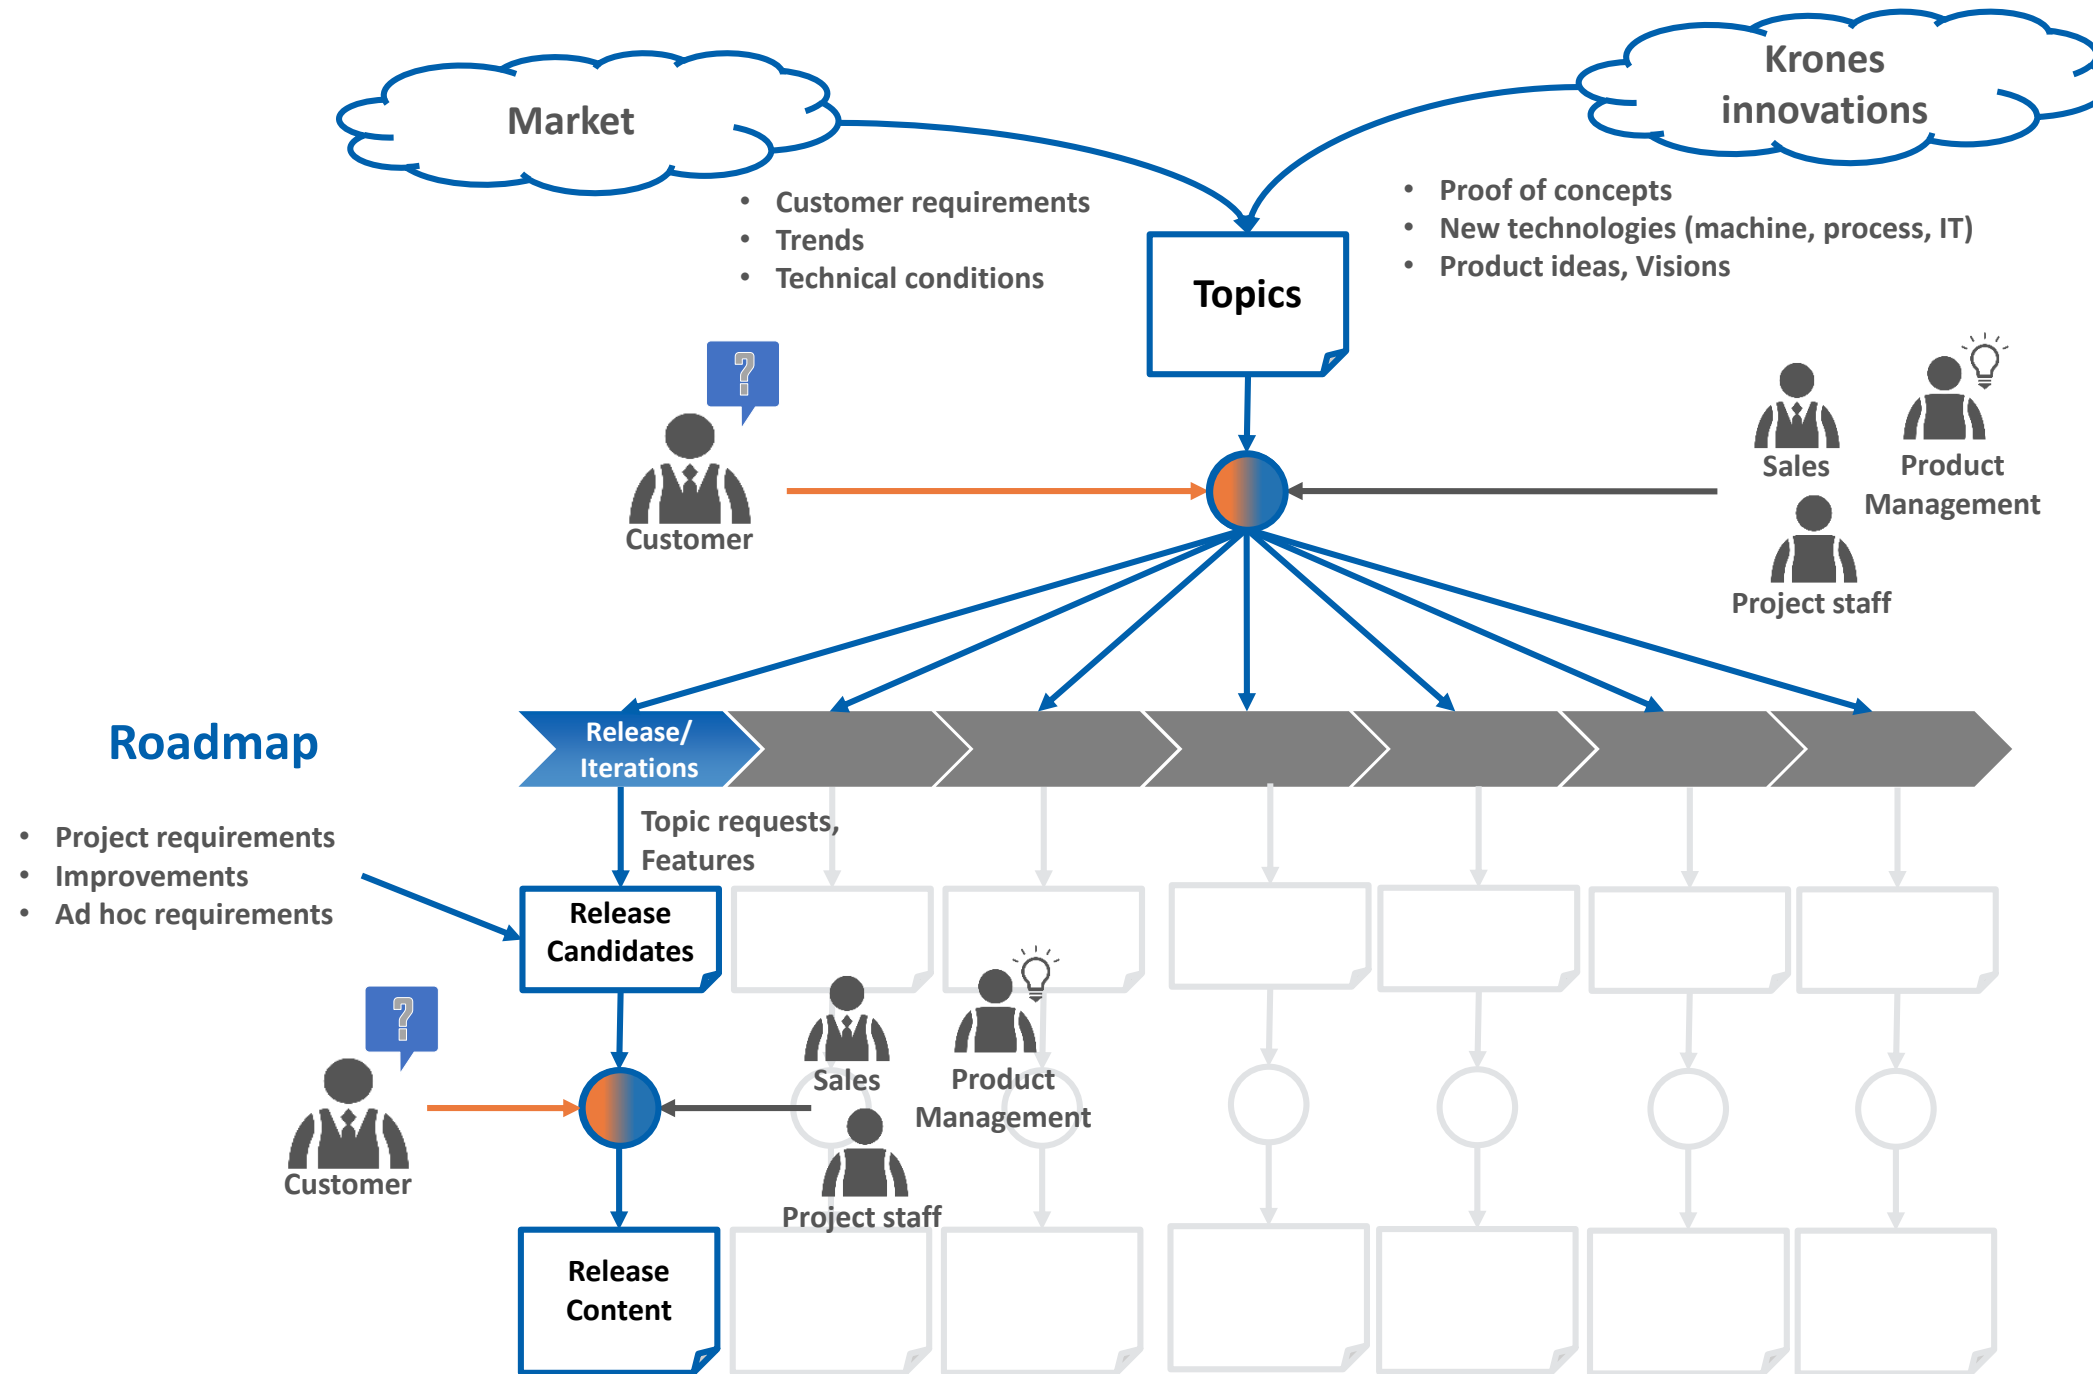 Market
Krones
innovations
• Customer requirements
• Trends
• Technical conditions
• Proof of concepts
• New technologies (machine, process, IT)
• Product ideas, Visions
Topics
?
Customer
Sales
Product
Management
Project staff
Roadmap
Release/
Iterations
• Project requirements
• Improvements
• Ad hoc requirements
Topic requests,
Features
Release
Candidates
?
Customer
Sales
Product
Management
Project staff
Release
Content